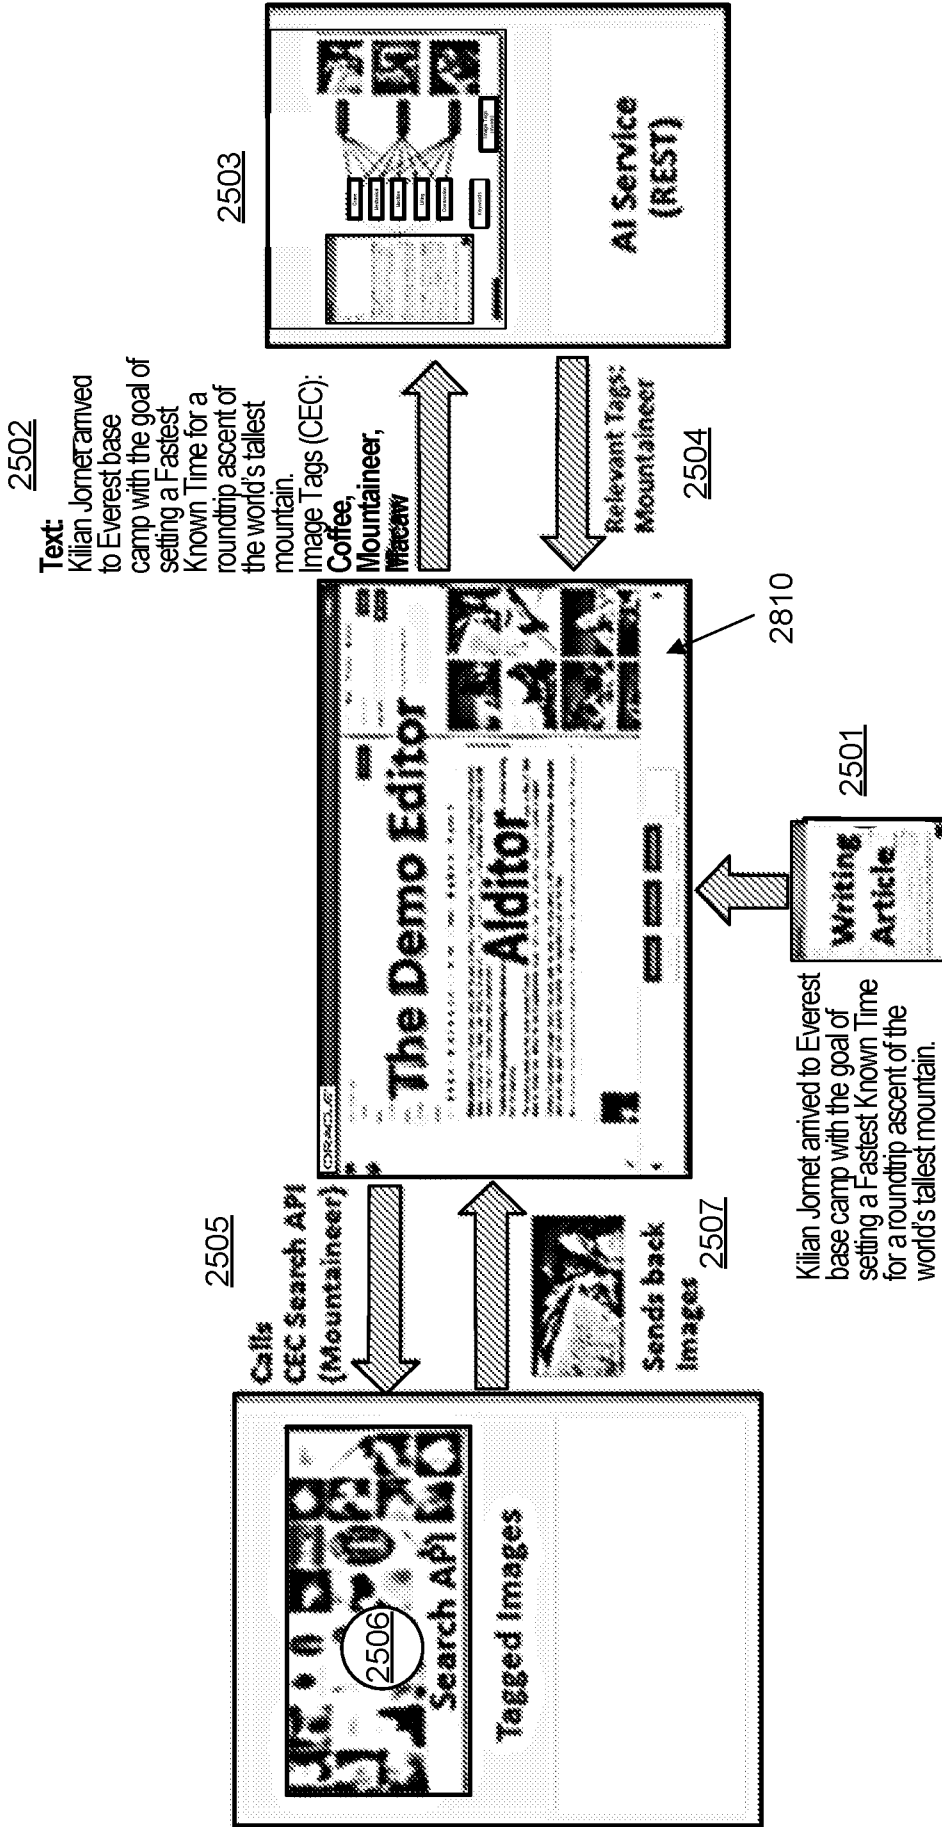 2502
Text:
Kilian Jornet arrived
to Everest base
camp with the goal of
setting a Fastest
Known Time for a
roundtrip ascent of
the world's tallest
mountain.
Image Tags (CEC):
Coffee,
Mountaineer,
Macaw
2503
AI Service
(REST)
Keywords
Relevant Tags:
Mountaineer
2504
ORACLE
The Demo Editor
AIditor
2810
2501
Writing
Article
Kilian Jornet arrived to Everest
base camp with the goal of
setting a Fastest Known Time
for a roundtrip ascent of the
world's tallest mountain.
2505
Calls
CEC Search API
(Mountaineer)
Sends back
Images
2507
2506
Search API
Tagged Images